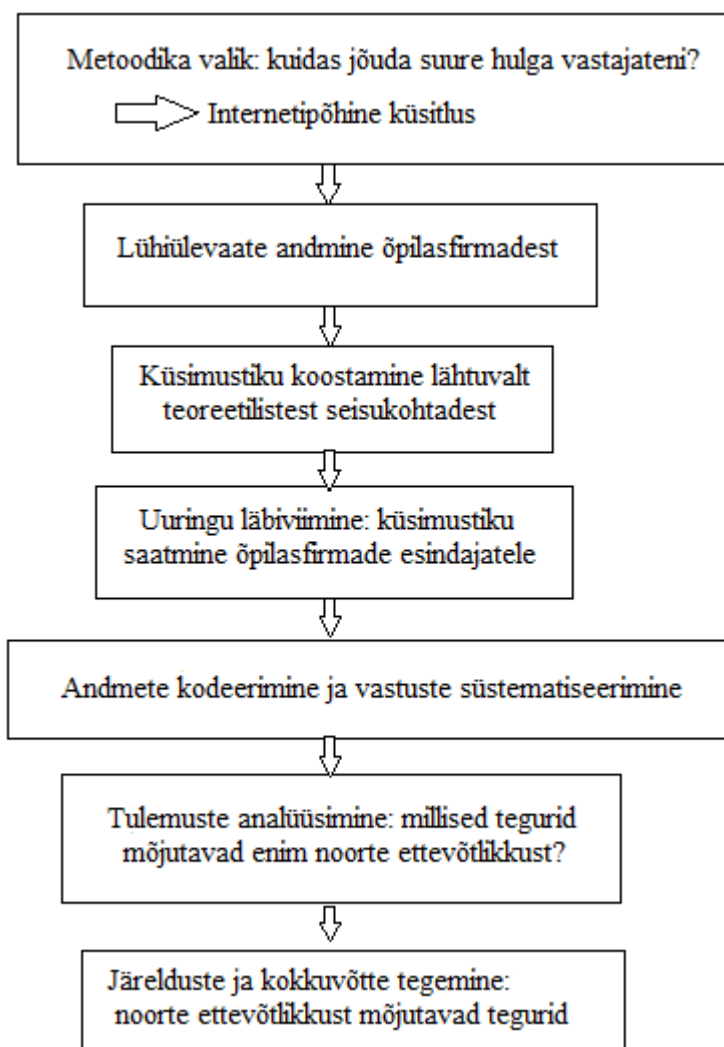 Metoodika valik: kuidas jõuda suure hulga vastajateni?
Internetipõhine küsitlus
Lühiülevaate andmine õpilasfirmadest
Küsimustiku koostamine lähtuvalt
teoreetilistest seisukohtadest
Uuringu läbiviimine: küsimustiku
saatmine õpilasfirmade esindajatele
Andmete kodeerimine ja vastuste süstematiseerimine
Tulemuste analüüsimine: millised tegurid
mõjutavad enim noorte ettevõtlikkust?
Järelduste ja kokkuvõtte tegemine:
noorte ettevõtlikkust mõjutavad tegurid